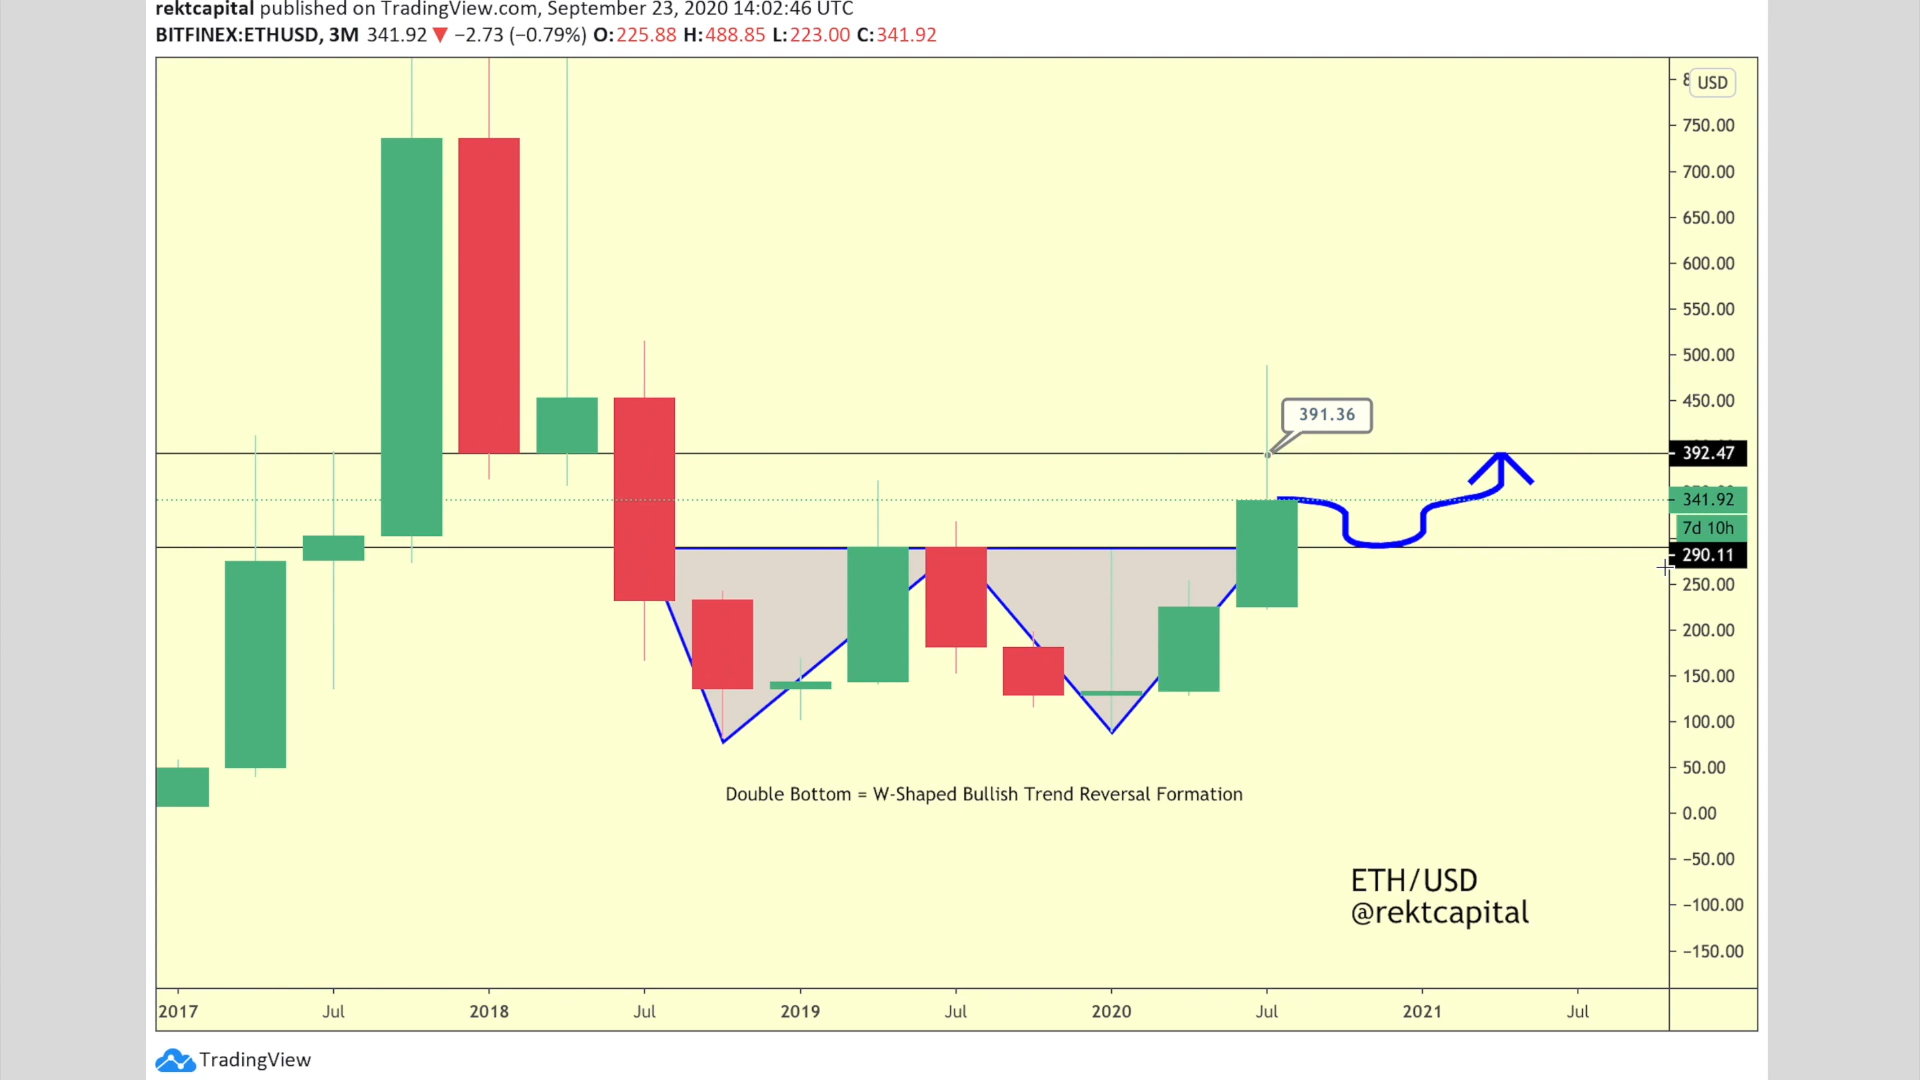 rektcapital published on TradingView.com, September 23, 2020 14:02:46 UTC
BITFINEX:ETHUSD, 3M 341.92 ▼ −2.73 (−0.79%) O:225.88 H:488.85 L:223.00 C:341.92
USD
750.00
700.00
650.00
600.00
550.00
500.00
450.00
391.36
392.47
341.92
7d 10h
290.11
250.00
200.00
150.00
100.00
50.00
Double Bottom = W-Shaped Bullish Trend Reversal Formation
0.00
−50.00
ETH/USD
−100.00
@rektcapital
−150.00
2017 Jul 2018 Jul 2019 Jul 2020 Jul 2021 Jul
TradingView